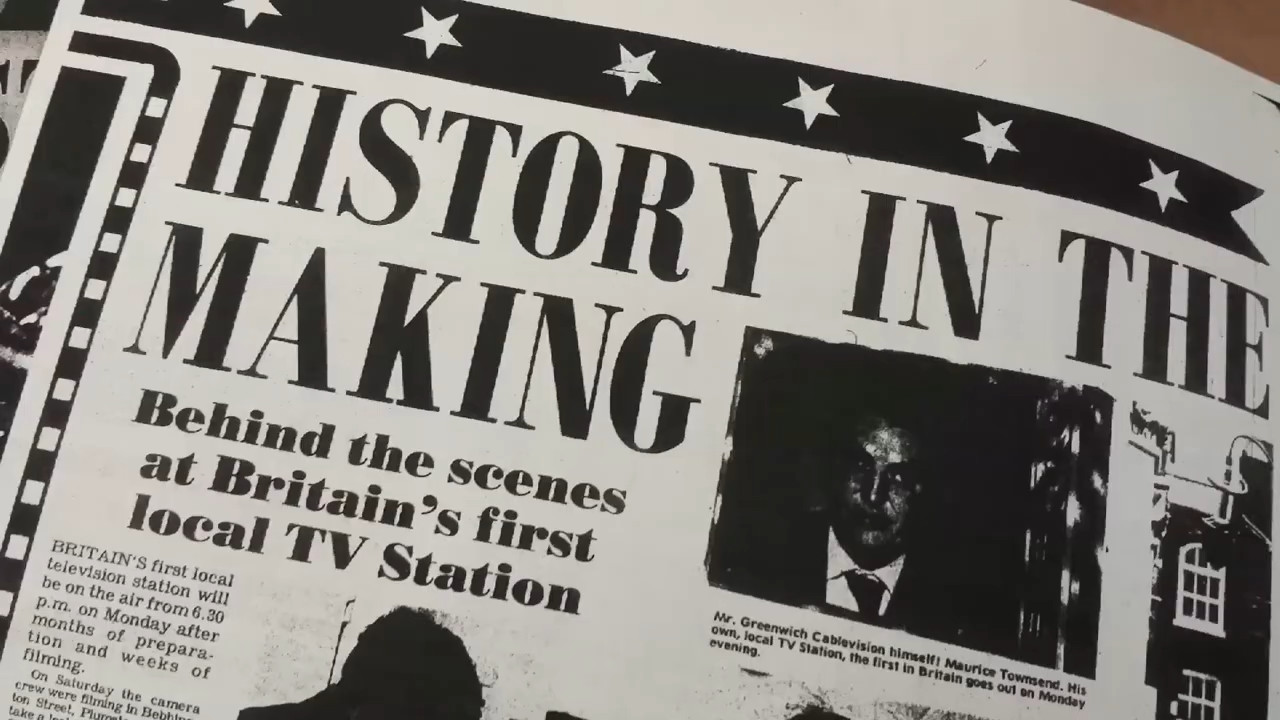 HISTORY IN THE
MAKING
Behind the scenes
at Britain's first
local TV Station
BRITAIN'S first local
television station will
be on the air from 6.30
p.m. on Monday after
months of prepara-
tion and weeks of
filming.
On Saturday the camera
crew were filming in
ton Street,
take a
Mr. Greenwich Cablevision himself! Maurice Townsend. His
own, local TV Station, the first in Britain goes out on Monday
evening.